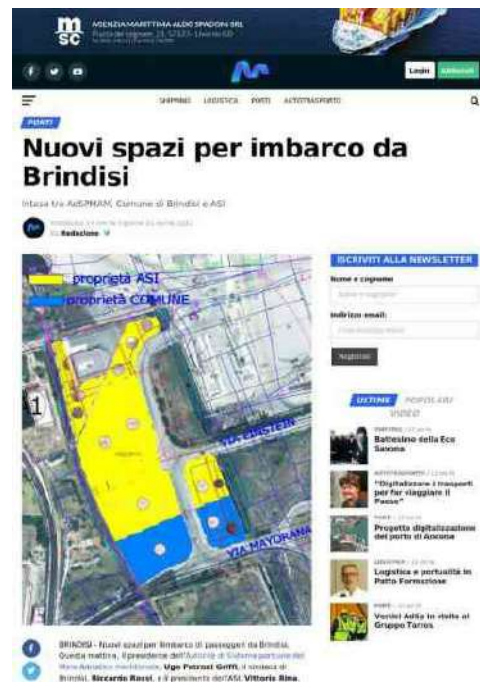 msc
AGENZIA MARITTIMA ALDO SPADONI SRL
Login
SHIPPING LOGISTICA PORTI AUTOTRASPORTO
PORTI
Nuovi spazi per imbarco da
Brindisi
Intesa tra AdSPMAM, Comune di Brindisi e ASI
Redazione
proprietà ASI
proprietà COMUNE
1
VIA EINSTEIN
VIA MAYORANA
ISCRIVITI ALLA NEWSLETTER
Nome e cognome
Indirizzo email:
Registrati
ULTIME POPOLARI
VIDEO
Battesimo della Eco
Savona
"Digitalizzare i trasporti
per far viaggiare il
Paese"
Progetto digitalizzazione
del porto di Ancona
Logistica e portualità in
Patto Formazione
Vertici Adita in visita al
Gruppo Tarros
BRINDISI - Nuovi spazi per l'imbarco di passeggeri da Brindisi.
Questa mattina, il presidente dell'Autorità di Sistema portuale del
Mare Adriatico meridionale, Ugo Patroni Griffi, il sindaco di
Brindisi, Riccardo Rossi, e il presidente dell'ASI, Vittorio Rina,